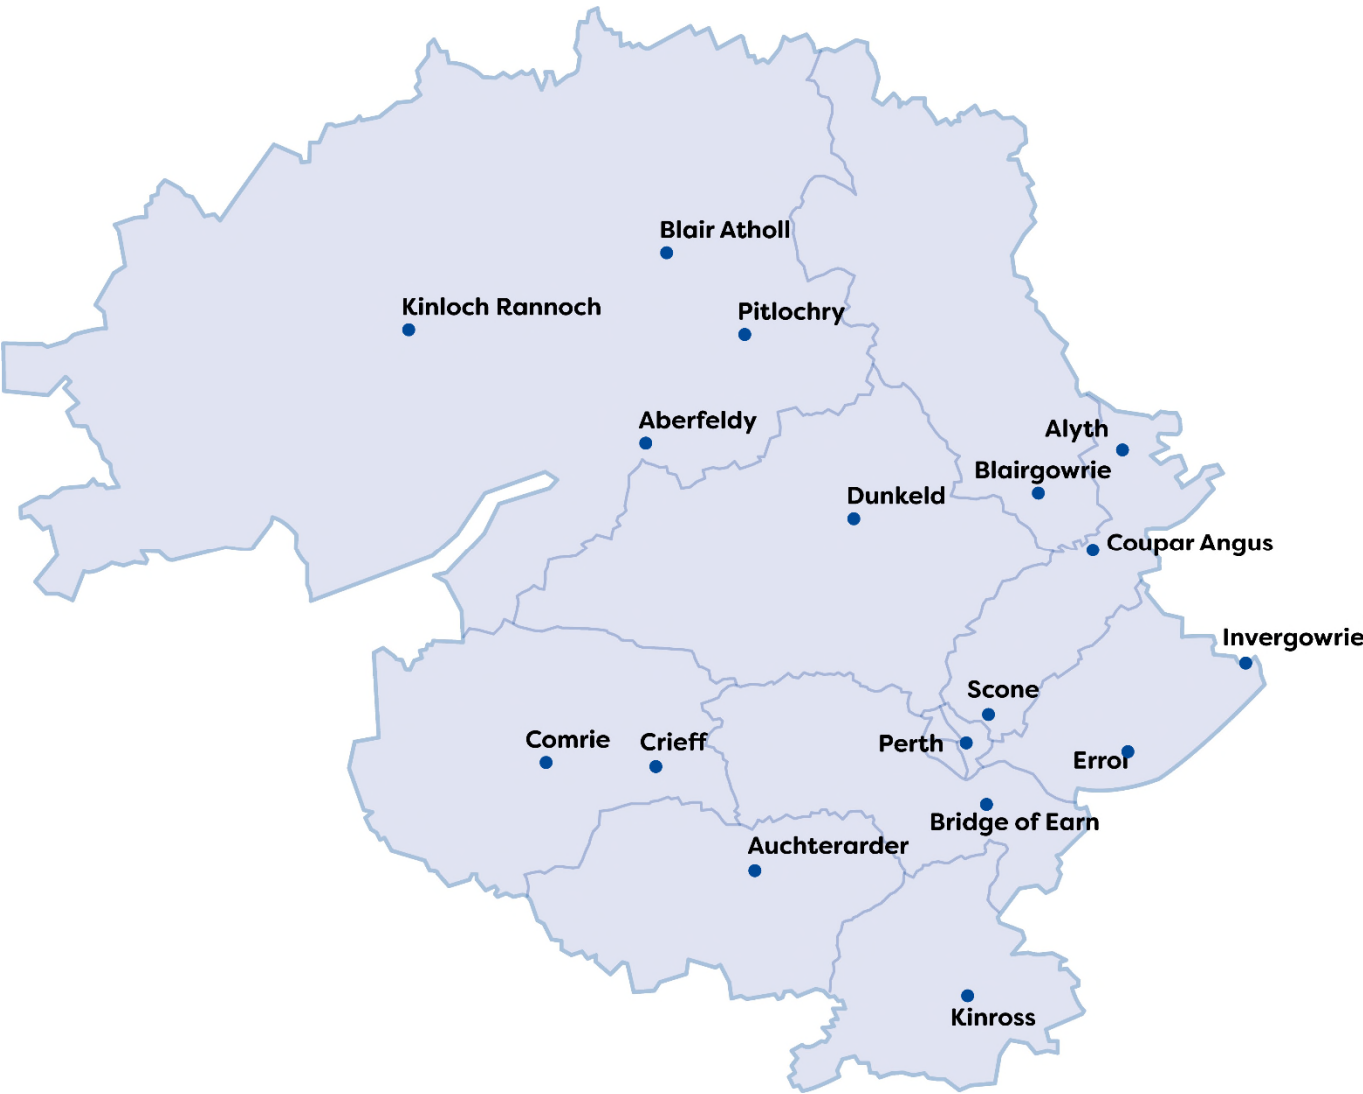 Blair Atholl
Kinloch Rannoch
Pitlochry
Aberfeldy
Alyth
Blairgowrie
Dunkeld
Coupar Angus
Invergowrie
Scone
Comrie
Crieff
Perth
Errol
Bridge of Earn
Auchterarder
Kinross